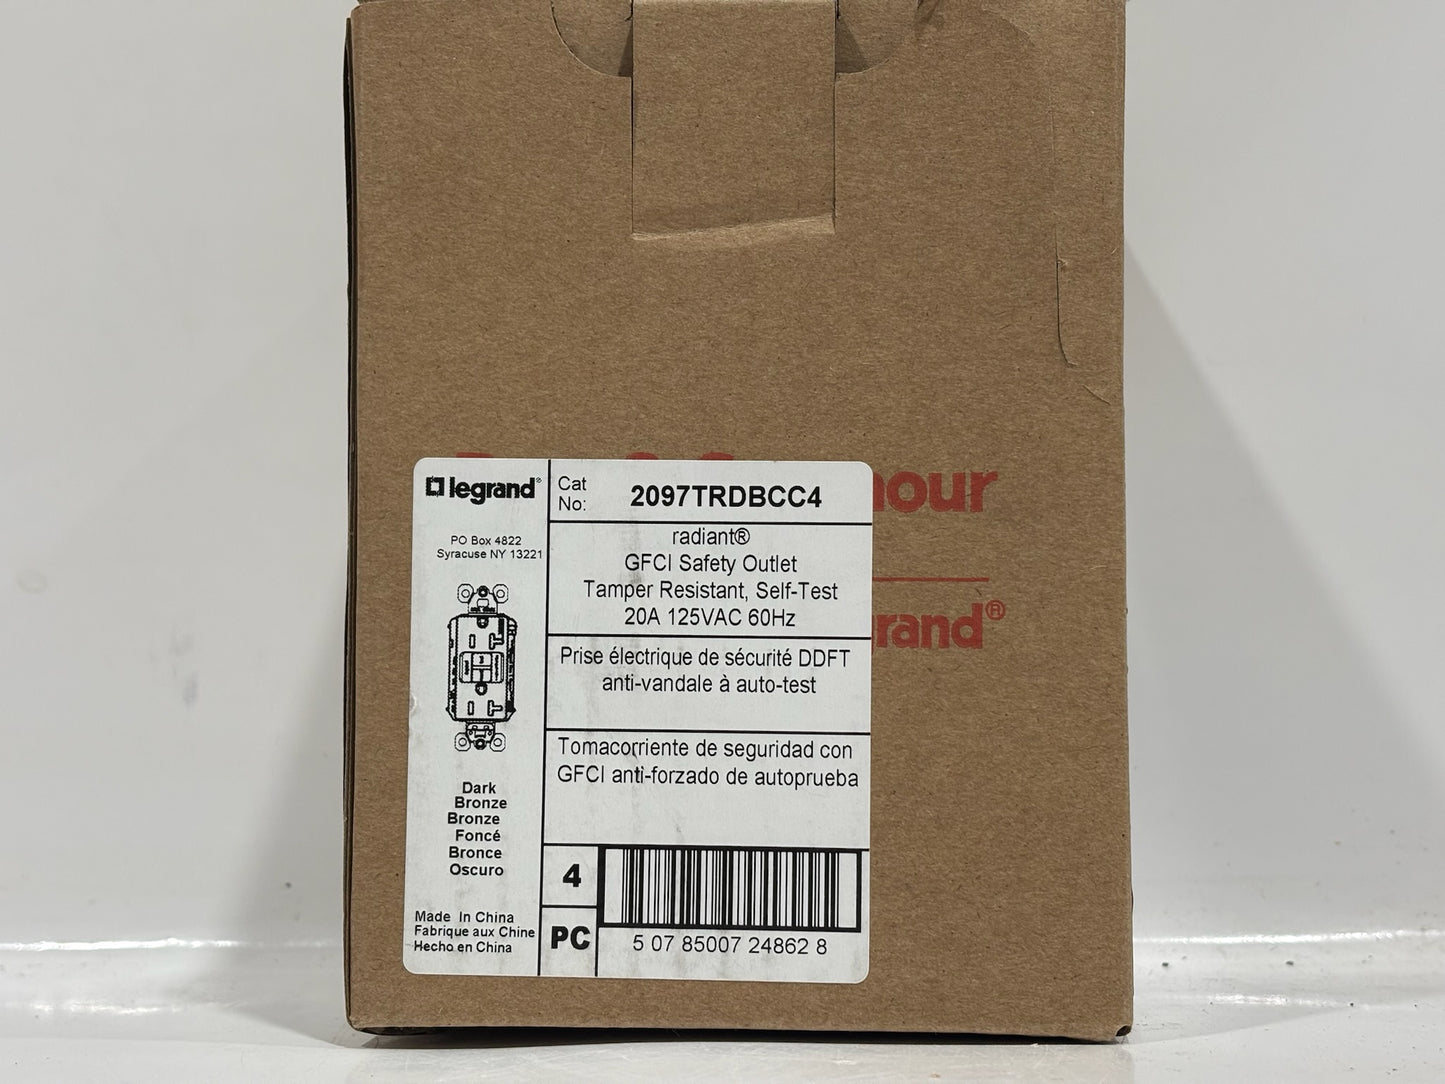 legrand®
PO Box 4822
Syracuse NY 13221
Dark
Bronze
Bronze
Foncé
Bronce
Oscuro
Made In China
Fabrique aux Chine
Hecho en China
Cat
No:
2097TRDBCC4
radiant®
GFCI Safety Outlet
Tamper Resistant, Self-Test
20A 125VAC 60Hz
Prise électrique de sécurité DDFT
anti-vandale à auto-test
Tomacorriente de seguridad con
GFCI anti-forzado de autoprueba
4
PC
5 07 85007 24862 8